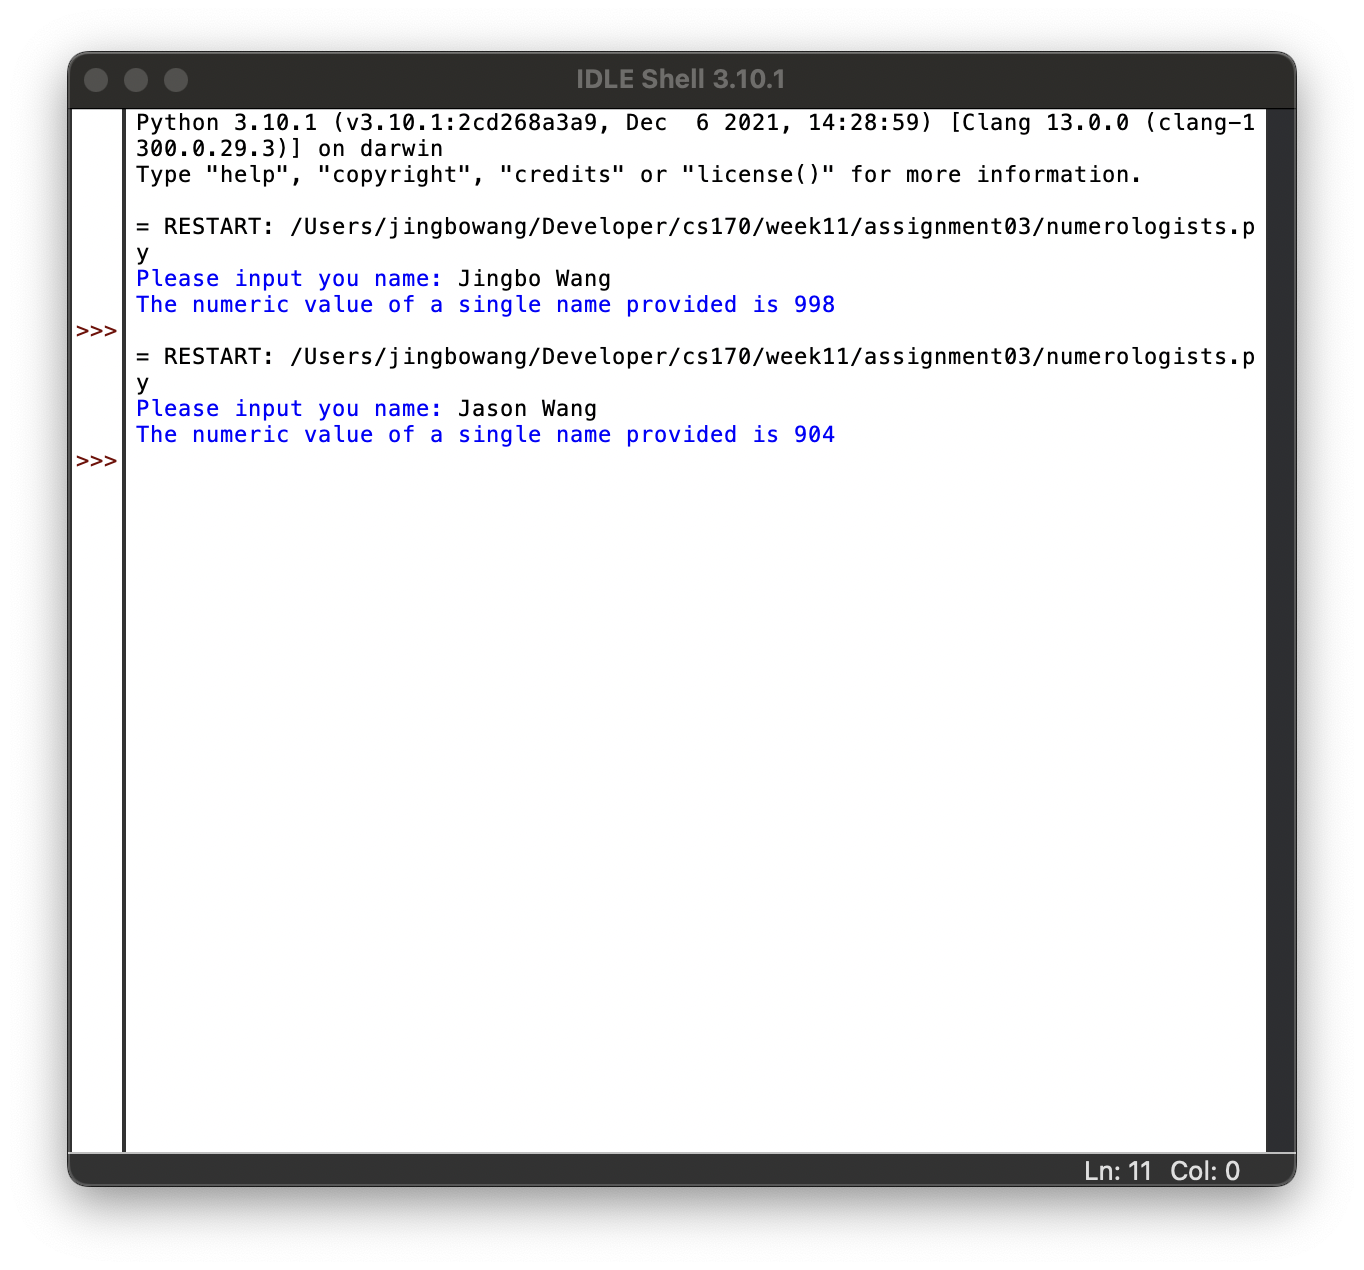 IDLE Shell 3.10.1
Python 3.10.1 (v3.10.1:2cd268a3a9, Dec  6 2021, 14:28:59) [Clang 13.0.0 (clang-1
300.0.29.3)] on darwin
Type "help", "copyright", "credits" or "license()" for more information.
= RESTART: /Users/jingbowang/Developer/cs170/week11/assignment03/numerologists.p
y
Please input you name: Jingbo Wang
The numeric value of a single name provided is 998
>>>
= RESTART: /Users/jingbowang/Developer/cs170/week11/assignment03/numerologists.p
y
Please input you name: Jason Wang
The numeric value of a single name provided is 904
>>>
Ln: 11 Col: 0